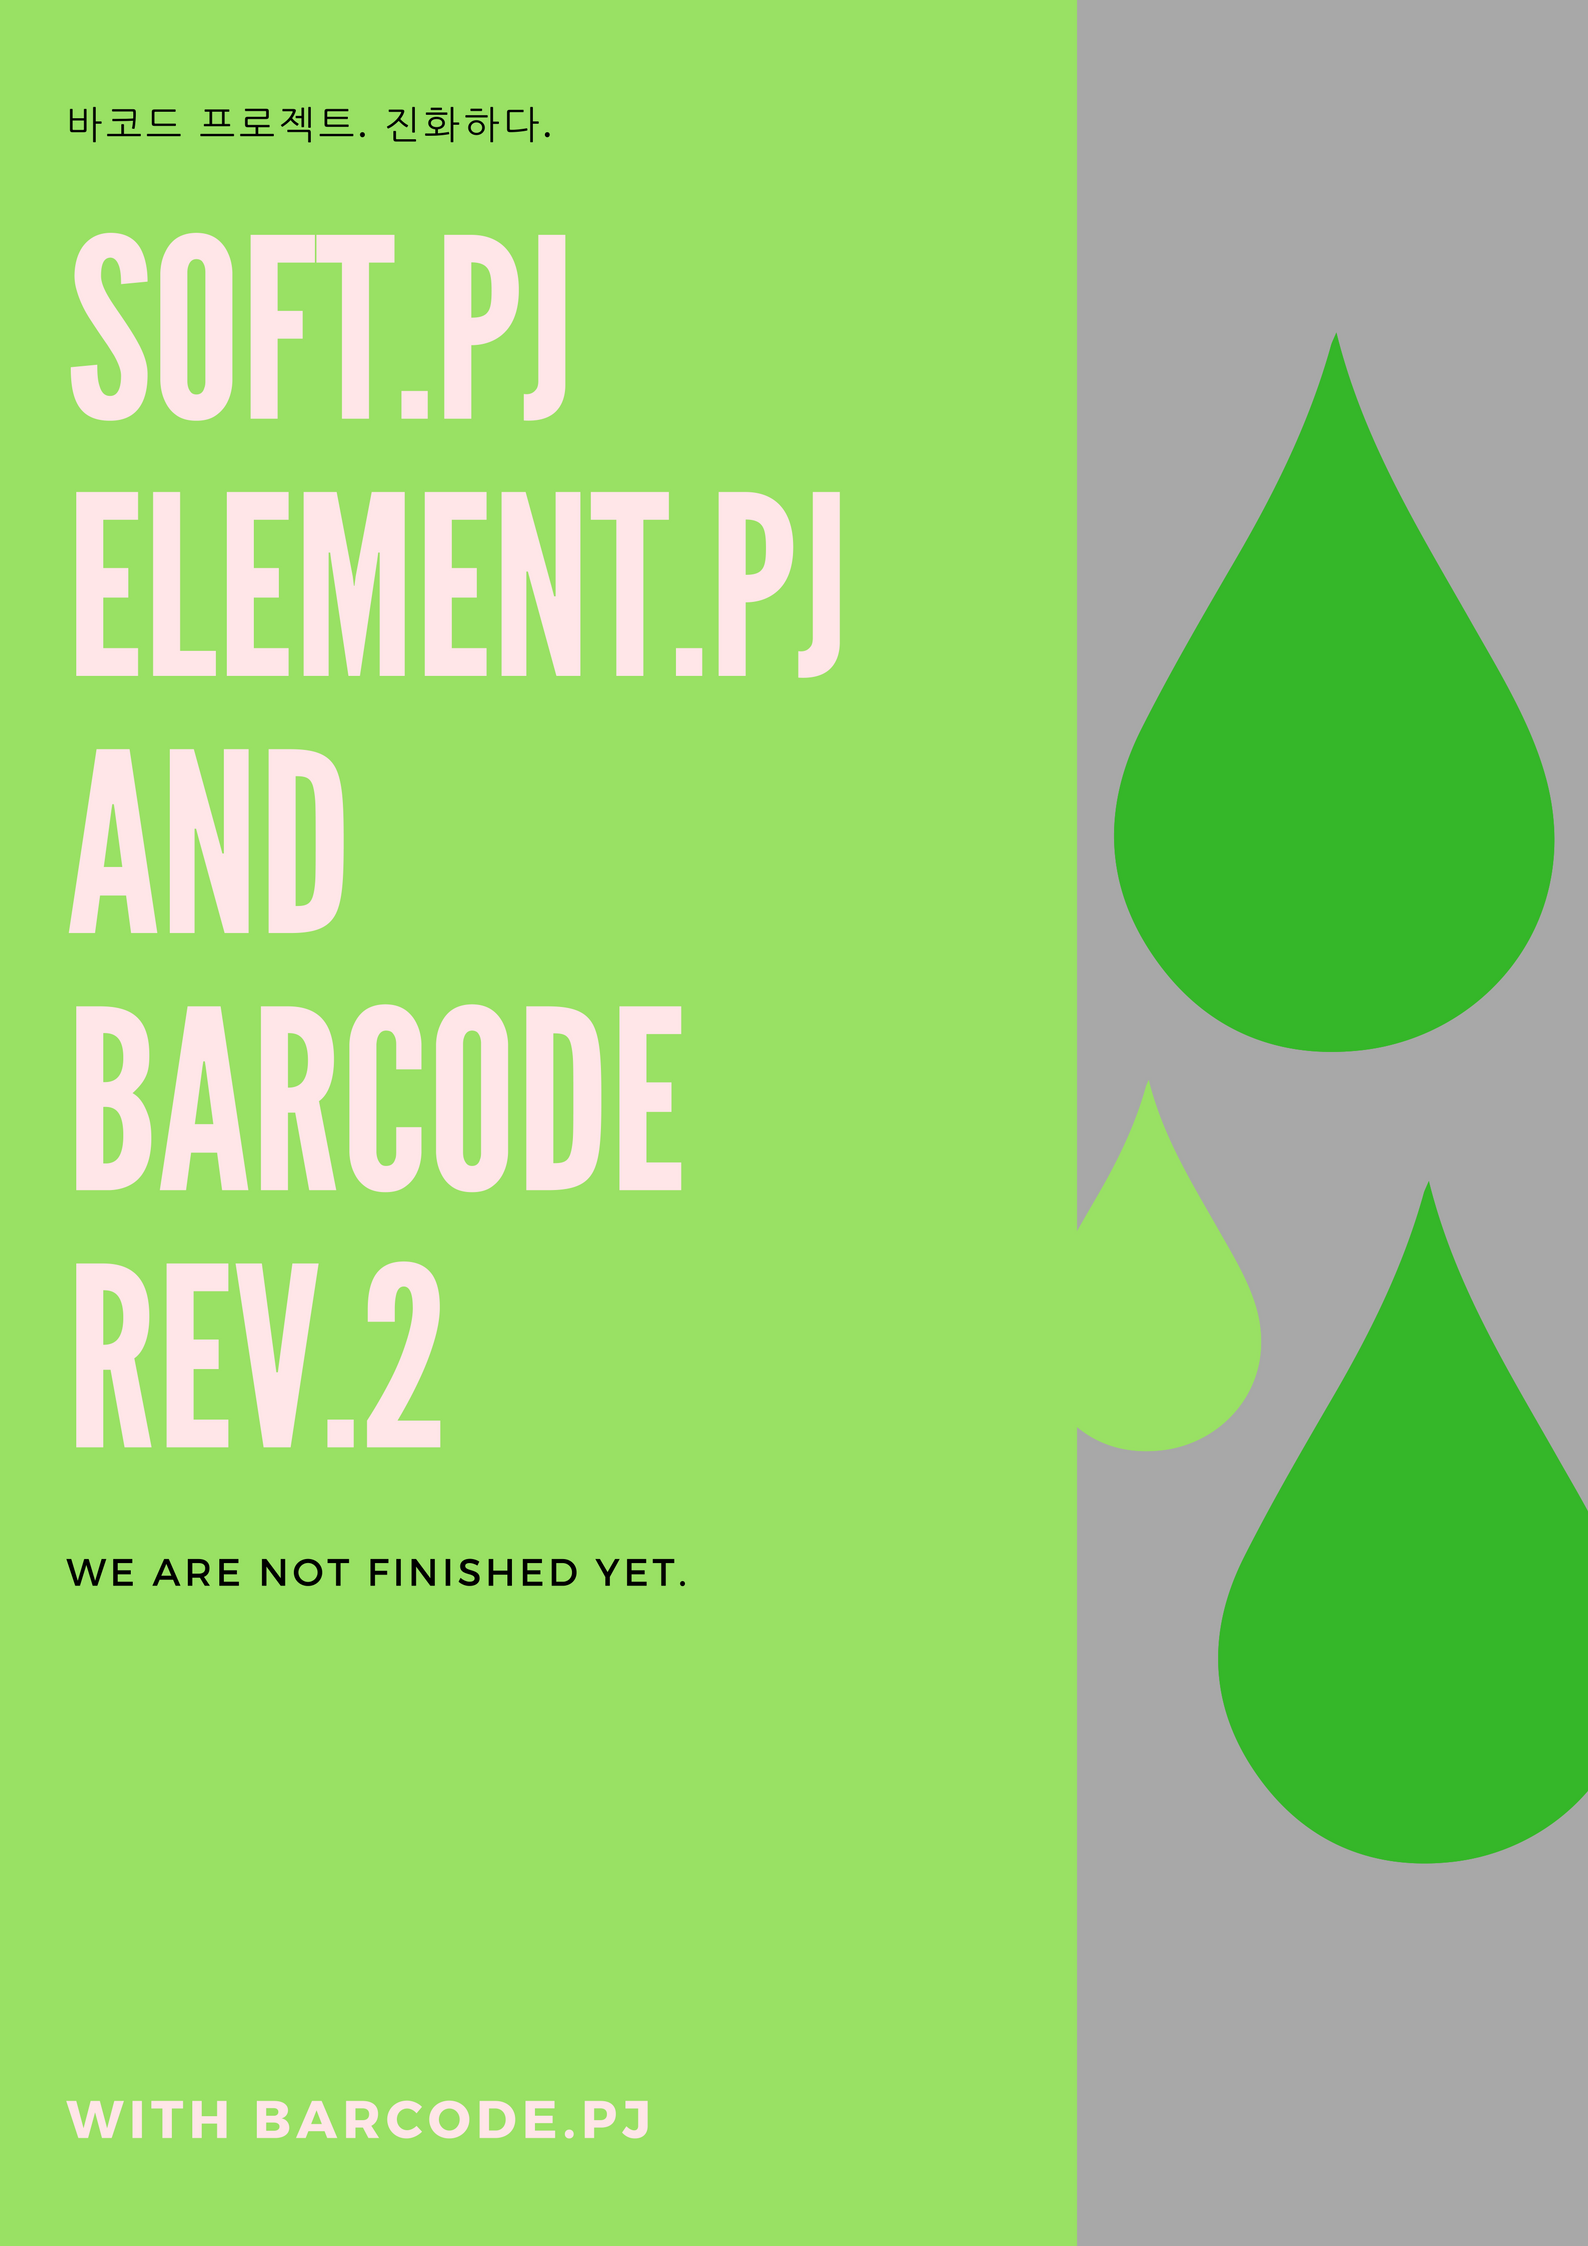 바코드 프로젝트. 진화하다.
SOFT.PJ
ELEMENT.PJ
AND
BARCODE
REV.2
WE ARE NOT FINISHED YET.
WITH BARCODE.PJ